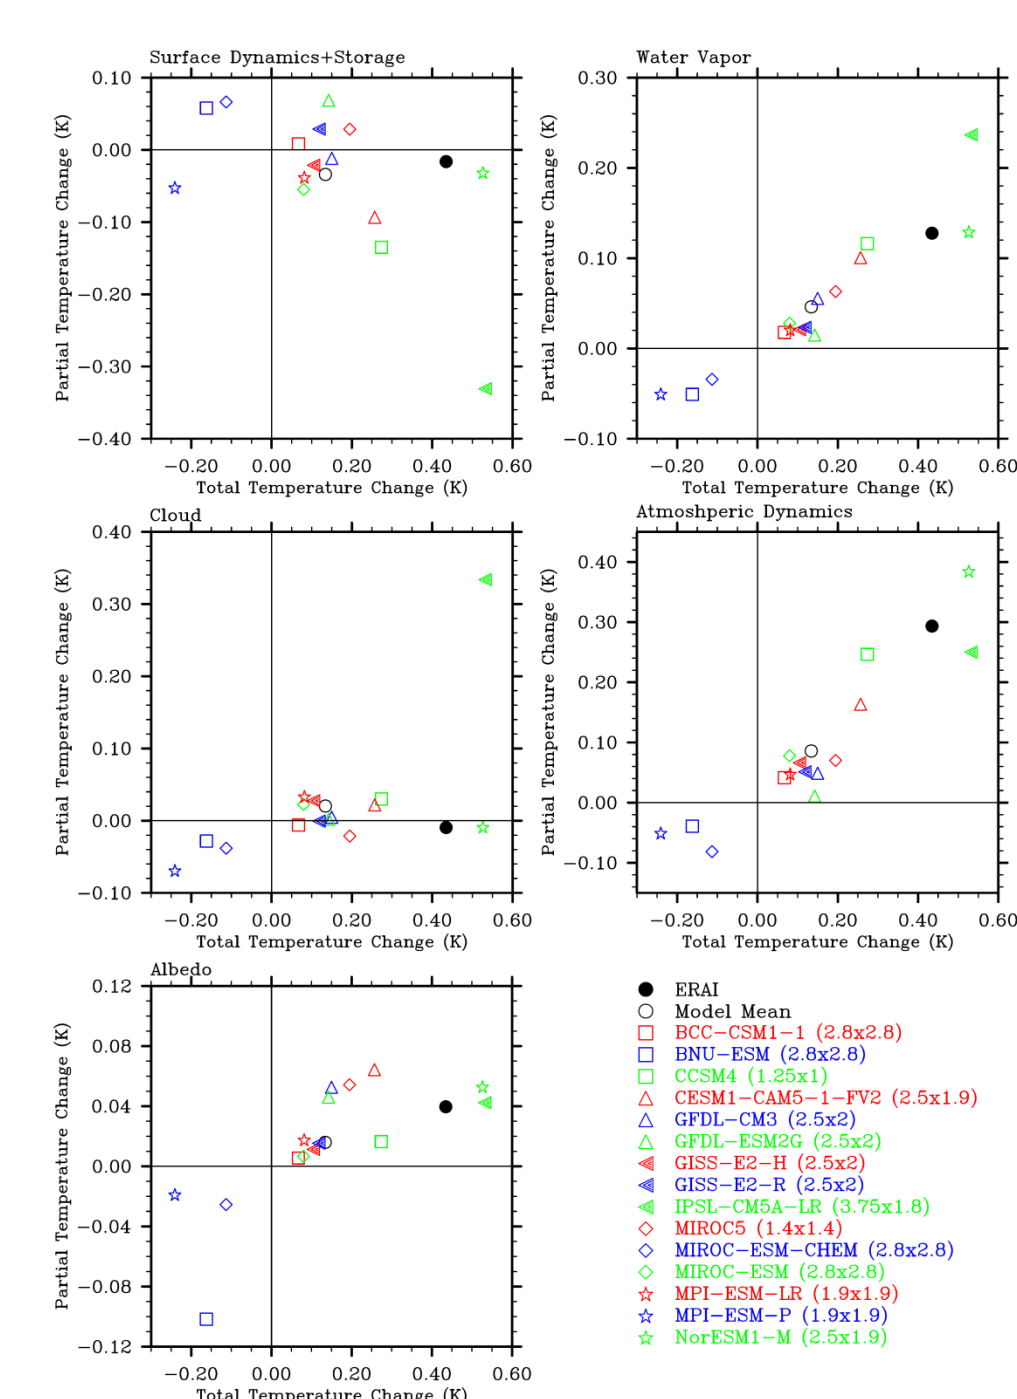 Surface Dynamics+Storage
Partial Temperature Change (K)
0.10
0.00
−0.10
−0.20
−0.30
−0.40
−0.20 0.00 0.20 0.40 0.60
Total Temperature Change (K)
Water Vapor
Partial Temperature Change (K)
0.30
0.20
0.10
0.00
−0.10
−0.20 0.00 0.20 0.40 0.60
Total Temperature Change (K)
Cloud
Partial Temperature Change (K)
0.40
0.30
0.20
0.10
0.00
−0.10
−0.20 0.00 0.20 0.40 0.60
Total Temperature Change (K)
Atmoshperic Dynamics
Partial Temperature Change (K)
0.40
0.30
0.20
0.10
0.00
−0.10
−0.20 0.00 0.20 0.40 0.60
Total Temperature Change (K)
Albedo
Partial Temperature Change (K)
0.12
0.08
0.04
0.00
−0.04
−0.08
−0.12
−0.20 0.00 0.20 0.40 0.60
Total Temperature Change (K)
ERAI
Model Mean
BCC−CSM1−1 (2.8x2.8)
BNU−ESM (2.8x2.8)
CCSM4 (1.25x1)
CESM1−CAM5−1−FV2 (2.5x1.9)
GFDL−CM3 (2.5x2)
GFDL−ESM2G (2.5x2)
GISS−E2−H (2.5x2)
GISS−E2−R (2.5x2)
IPSL−CM5A−LR (3.75x1.8)
MIROC5 (1.4x1.4)
MIROC−ESM−CHEM (2.8x2.8)
MIROC−ESM (2.8x2.8)
MPI−ESM−LR (1.9x1.9)
MPI−ESM−P (1.9x1.9)
NorESM1−M (2.5x1.9)